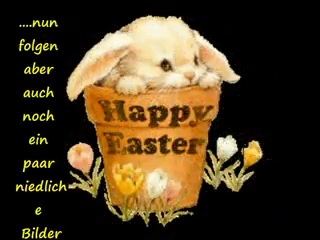 ....nun
folgen
aber
auch
noch
ein
paar
niedlich
e
Bilder
Happy
Easter